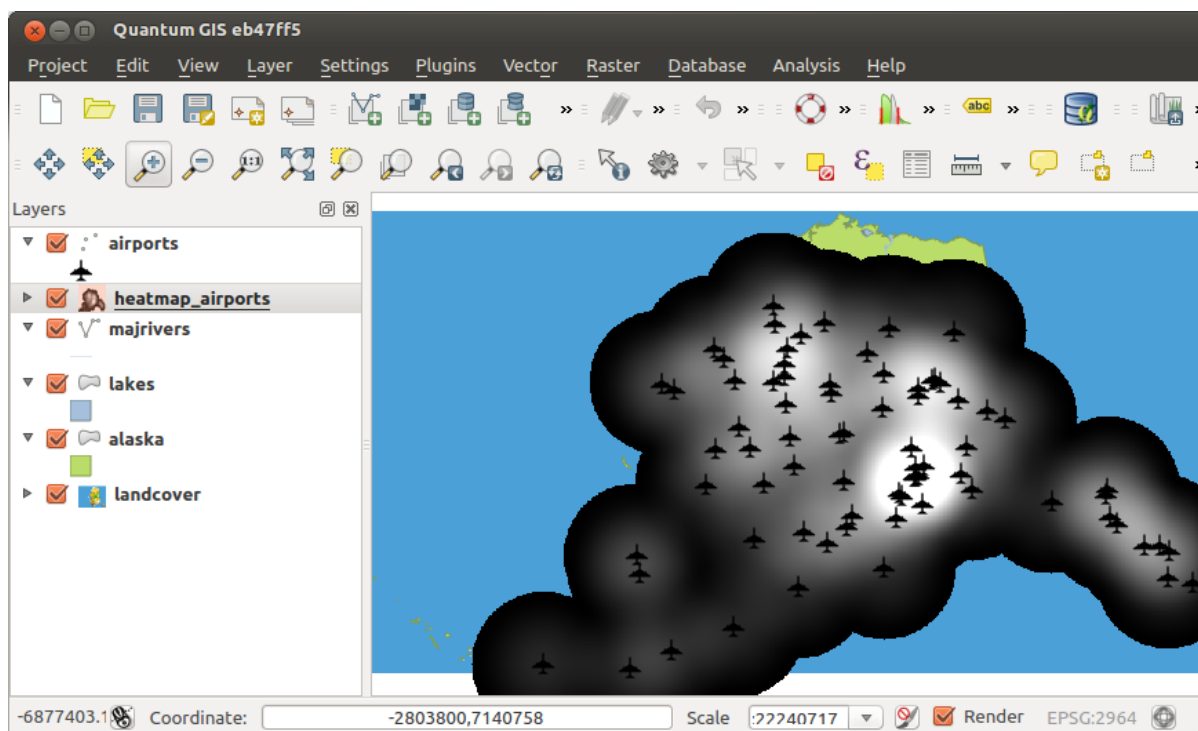 Quantum GIS eb47ff5
Project Edit View Layer Settings Plugins Vector Raster Database Analysis Help
» » » » » » »
1:1 ε
abc
Layers
airports
heatmap_airports
majrivers
lakes
alaska
landcover
-6877403.1 Coordinate: -2803800,7140758 Scale :22240717 Render EPSG:2964